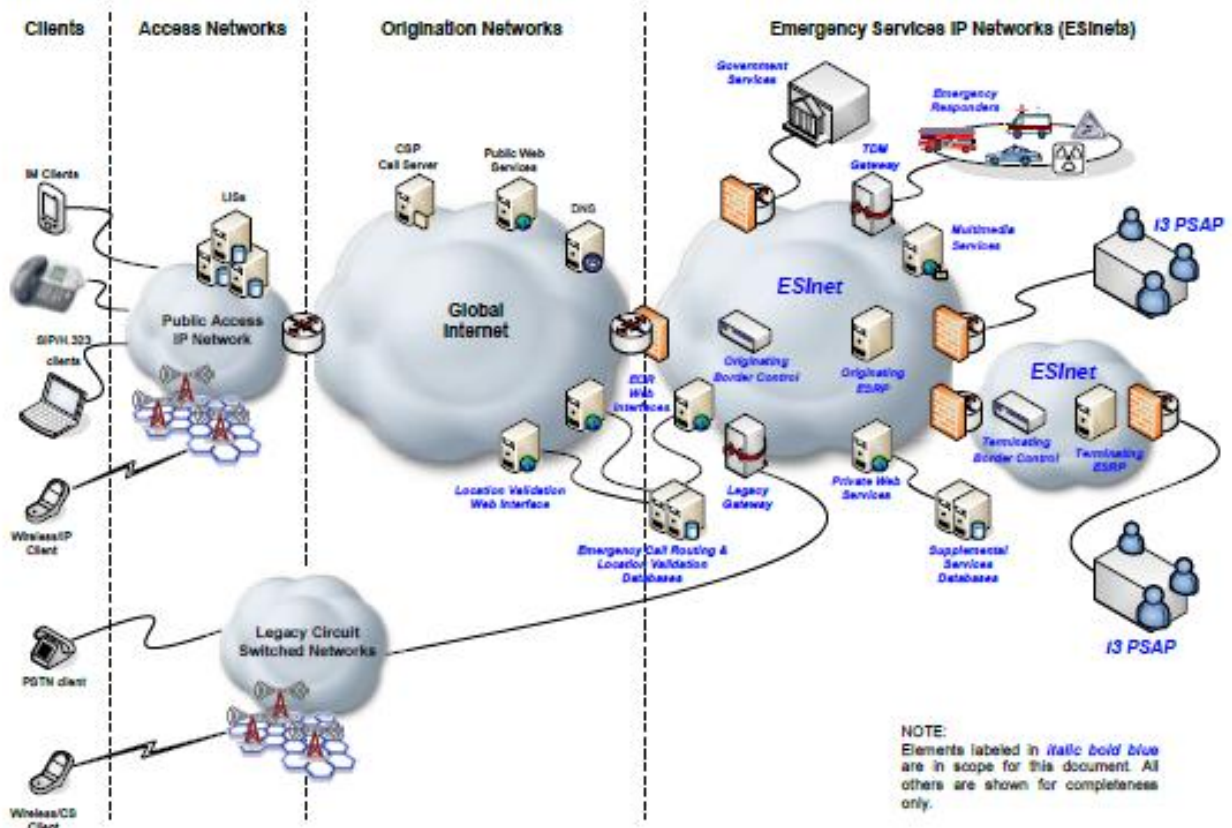 Clients
Access Networks
Origination Networks
Emergency Services IP Networks (ESInets)
Government
Services
Emergency
Responders
TDM
Gateway
CSP
Call Server
Public Web
Services
DNS
IM Clients
LISs
Multimedia
Services
i3 PSAP
ESInet
Global
Internet
Public Access
IP Network
SIP/H.323
clients
Originating
Border Control
Originating
ESRP
ESInet
ECR
Web
Interfaces
Terminating
Border Control
Terminating
ESRP
Location Validation
Web Interface
Legacy
Gateway
Private Web
Services
Wireless/IP
Client
Emergency Call Routing &
Location Validation
Databases
Supplemental
Services
Databases
Legacy Circuit
Switched Networks
i3 PSAP
PSTN client
NOTE:
Elements labeled in italic bold blue
are in scope for this document. All
others are shown for completeness
only.
Wireless/CS
Client